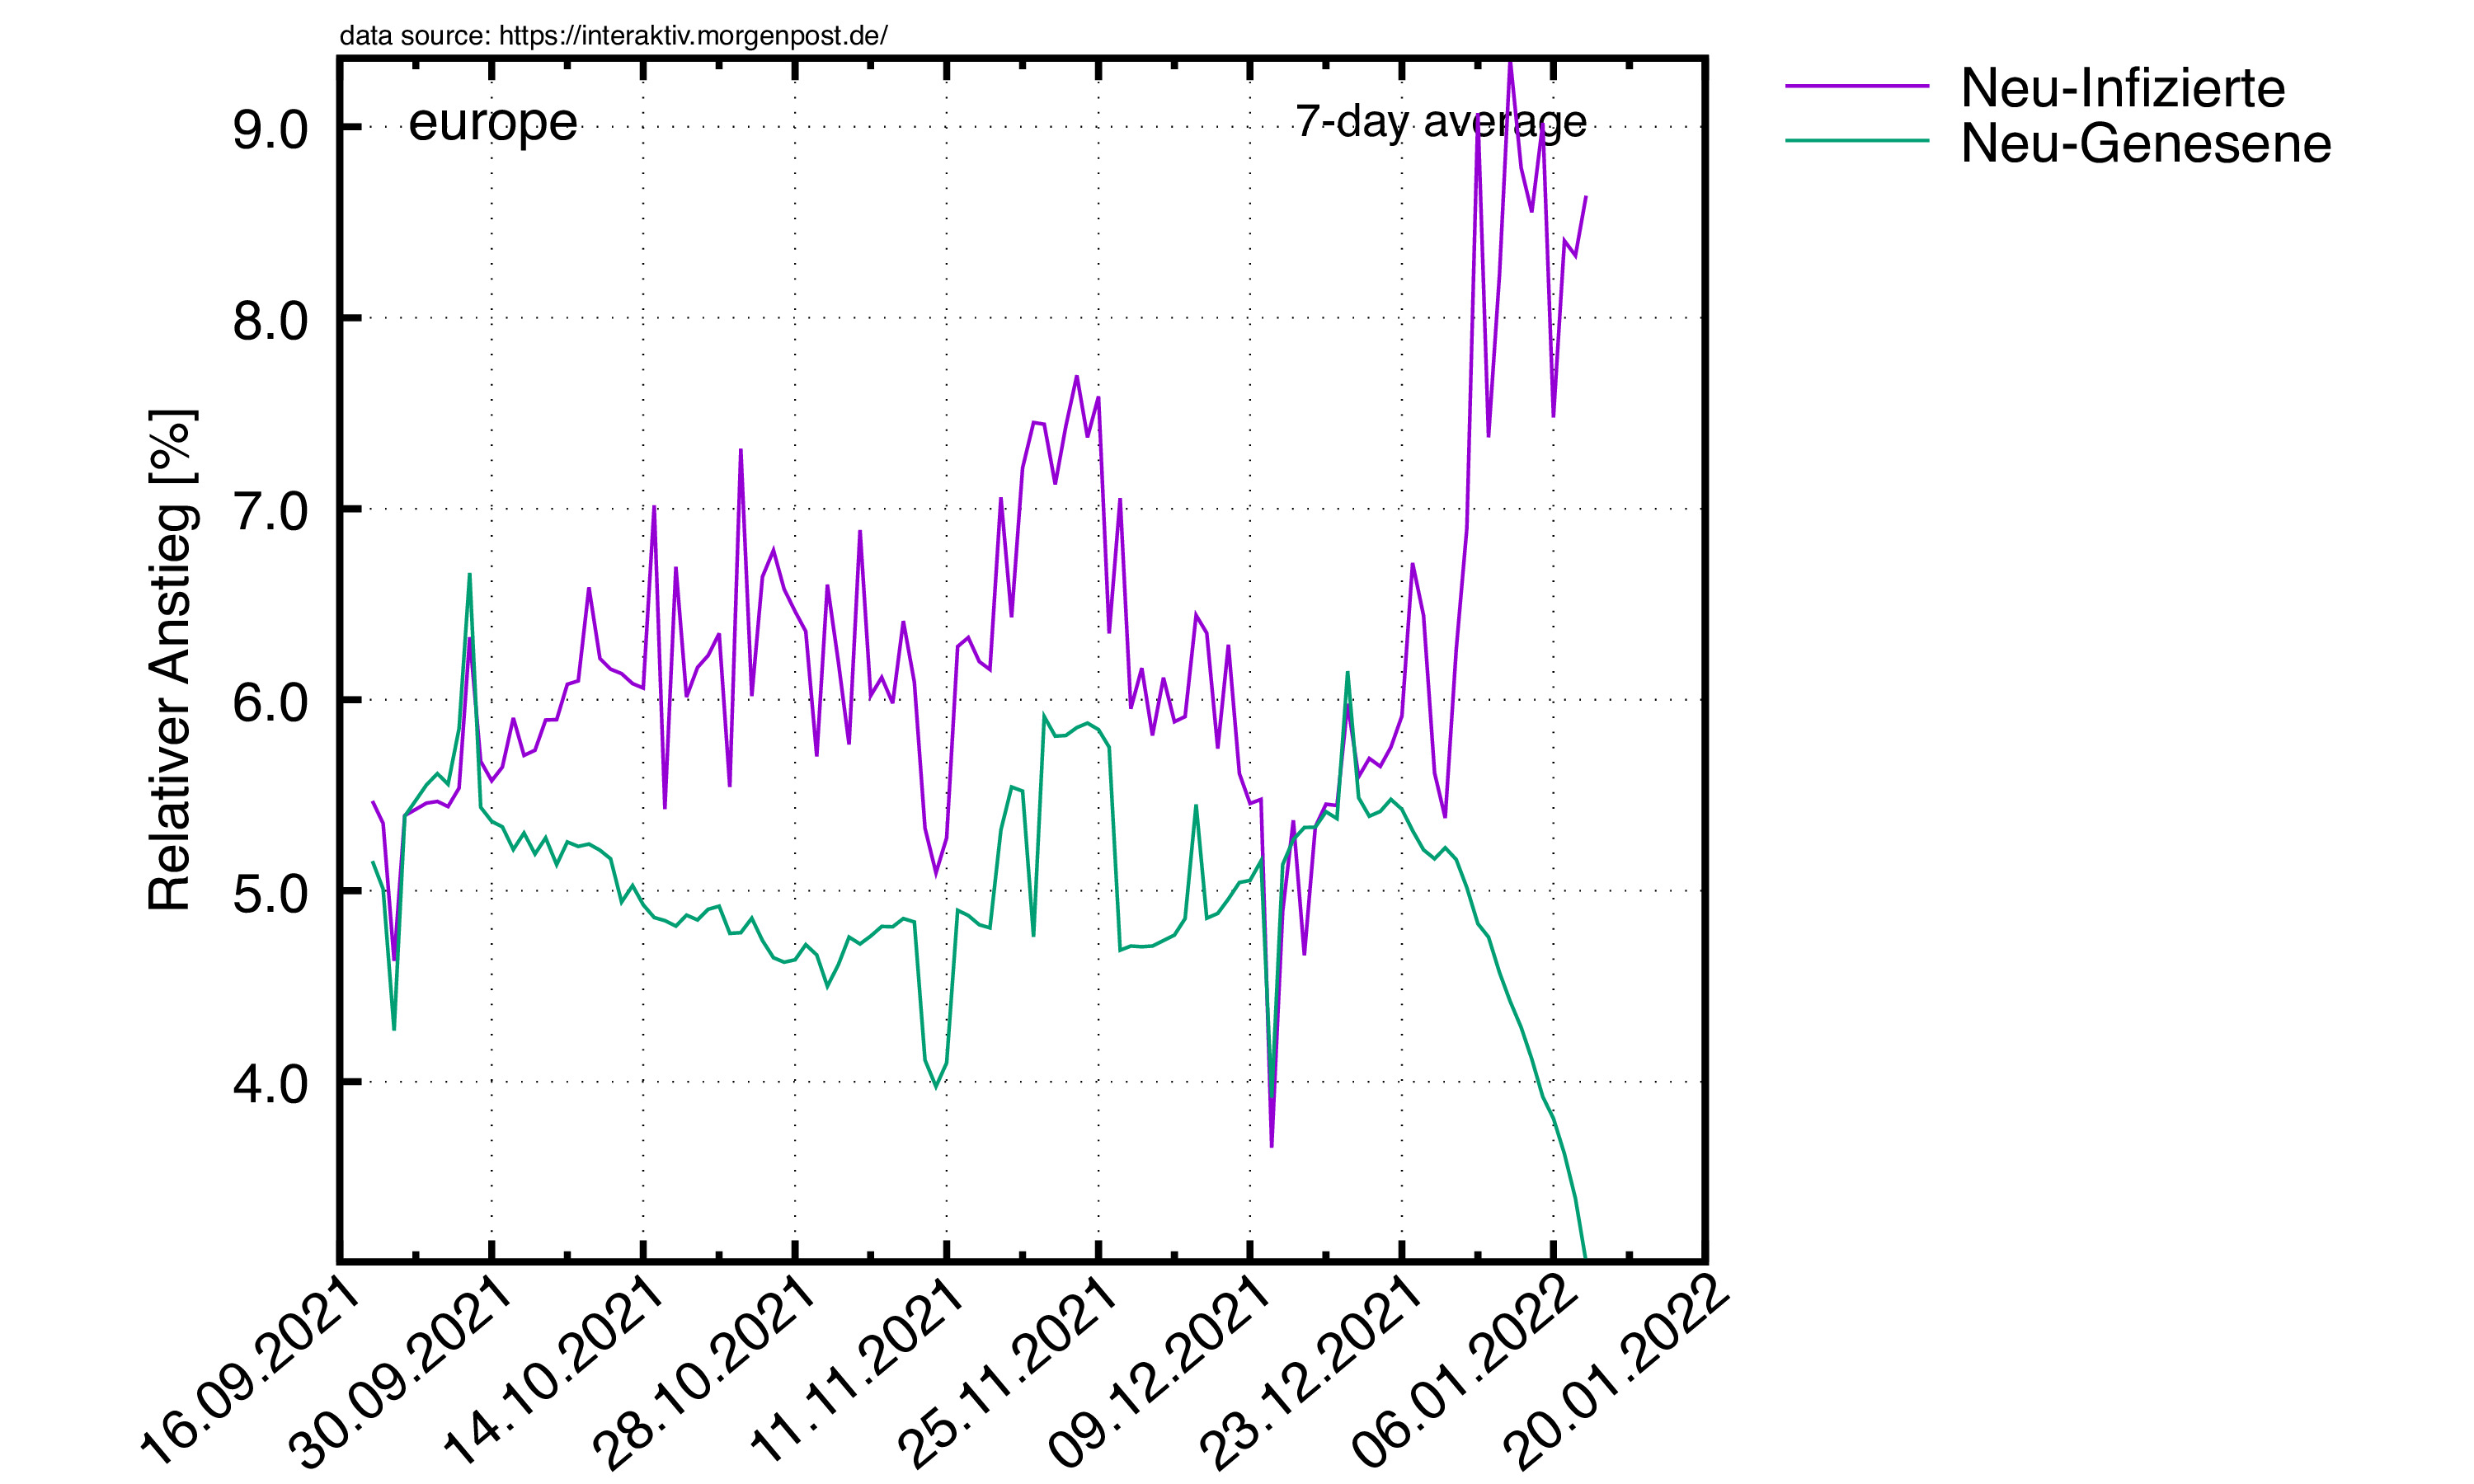 data source: https://interaktiv.morgenpost.de/
europe
7-day average
Neu-Infizierte
Neu-Genesene
Relativer Anstieg [%]
9.0
8.0
7.0
6.0
5.0
4.0
16.09.2021
30.09.2021
14.10.2021
28.10.2021
11.11.2021
25.11.2021
09.12.2021
23.12.2021
06.01.2022
20.01.2022